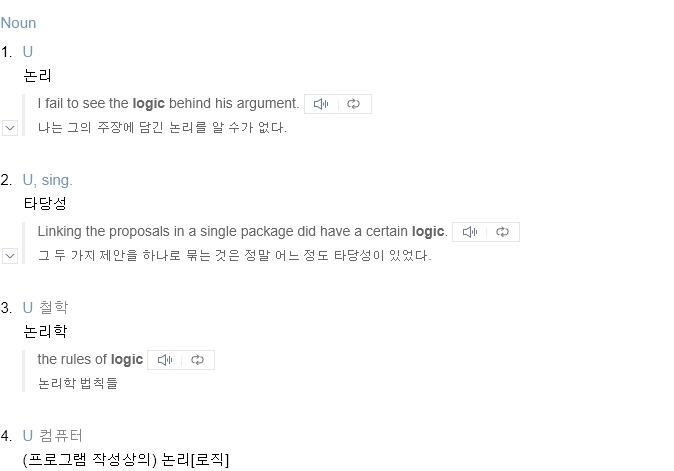 Noun
1. U
논리
I fail to see the logic behind his argument.
나는 그의 주장에 담긴 논리를 알 수가 없다.
2. U, sing.
타당성
Linking the proposals in a single package did have a certain logic.
그 두 가지 제안을 하나로 묶는 것은 정말 어느 정도 타당성이 있었다.
3. U 철학
논리학
the rules of logic
논리학 법칙들
4. U 컴퓨터
(프로그램 작성상의) 논리[로직]